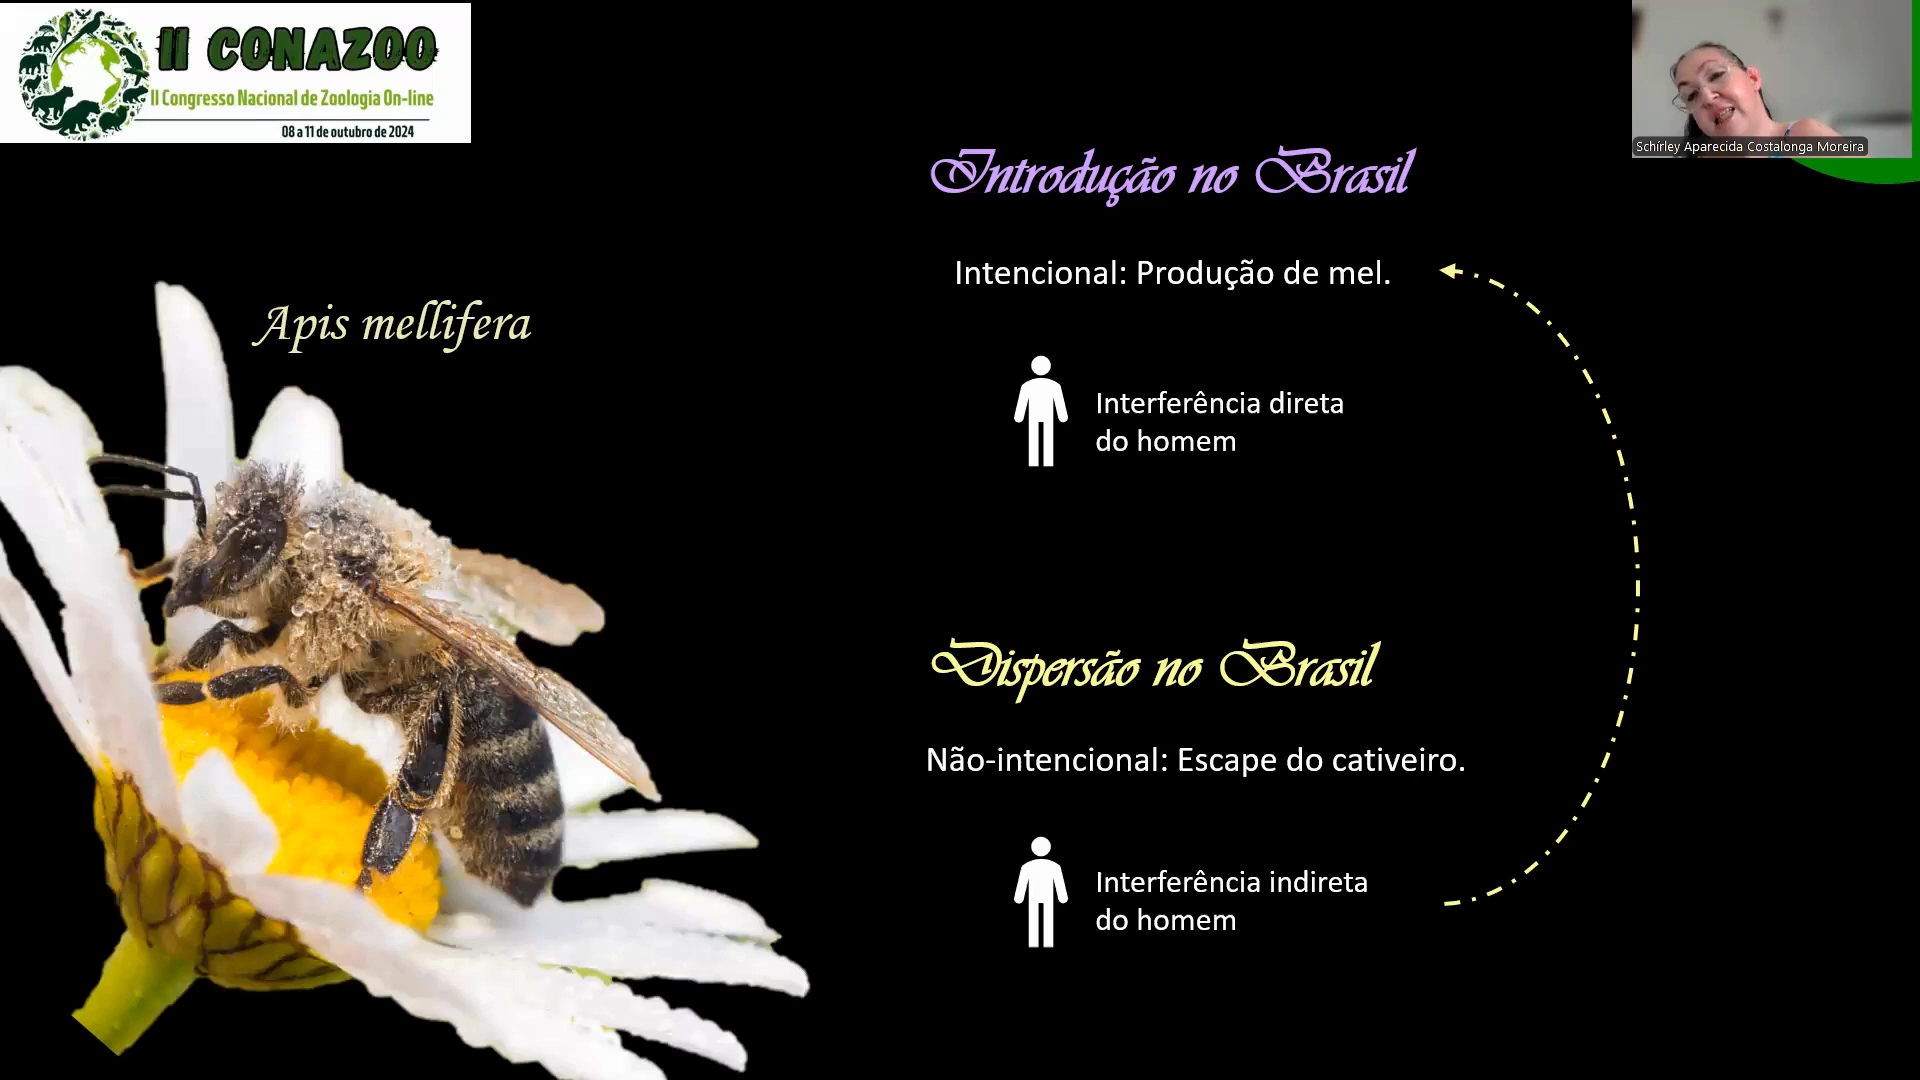 II CONAZOO
II Congresso Nacional de Zoologia On-line
08 a 11 de outubro de 2024
Schírley Aparecida Costalonga Moreira
Introdução no Brasil
Intencional: Produção de mel.
Apis mellifera
Interferência direta
do homem
Dispersão no Brasil
Não-intencional: Escape do cativeiro.
Interferência indireta
do homem